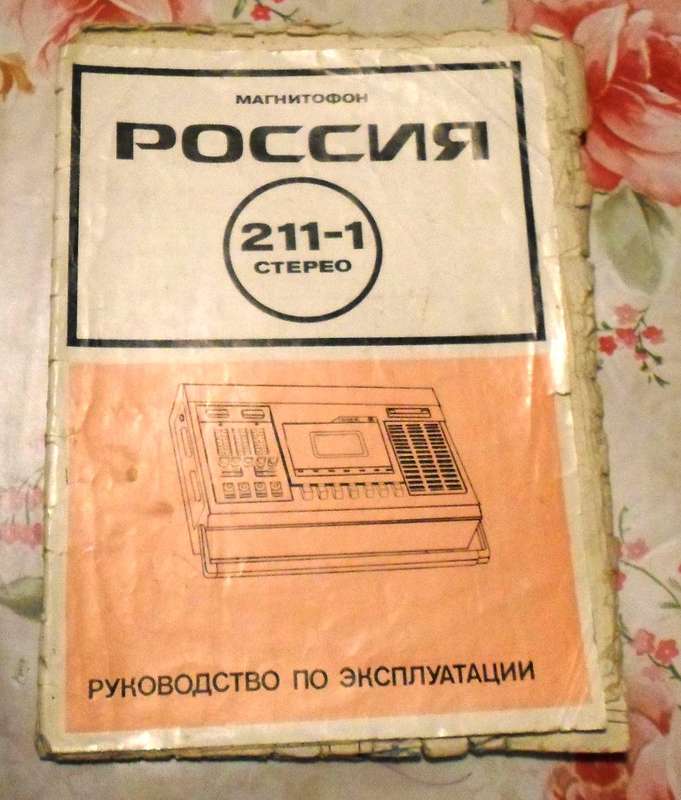 МАГНИТОФОН
РОССИЯ
211-1
СТЕРЕО
РУКОВОДСТВО ПО ЭКСПЛУАТАЦИИ